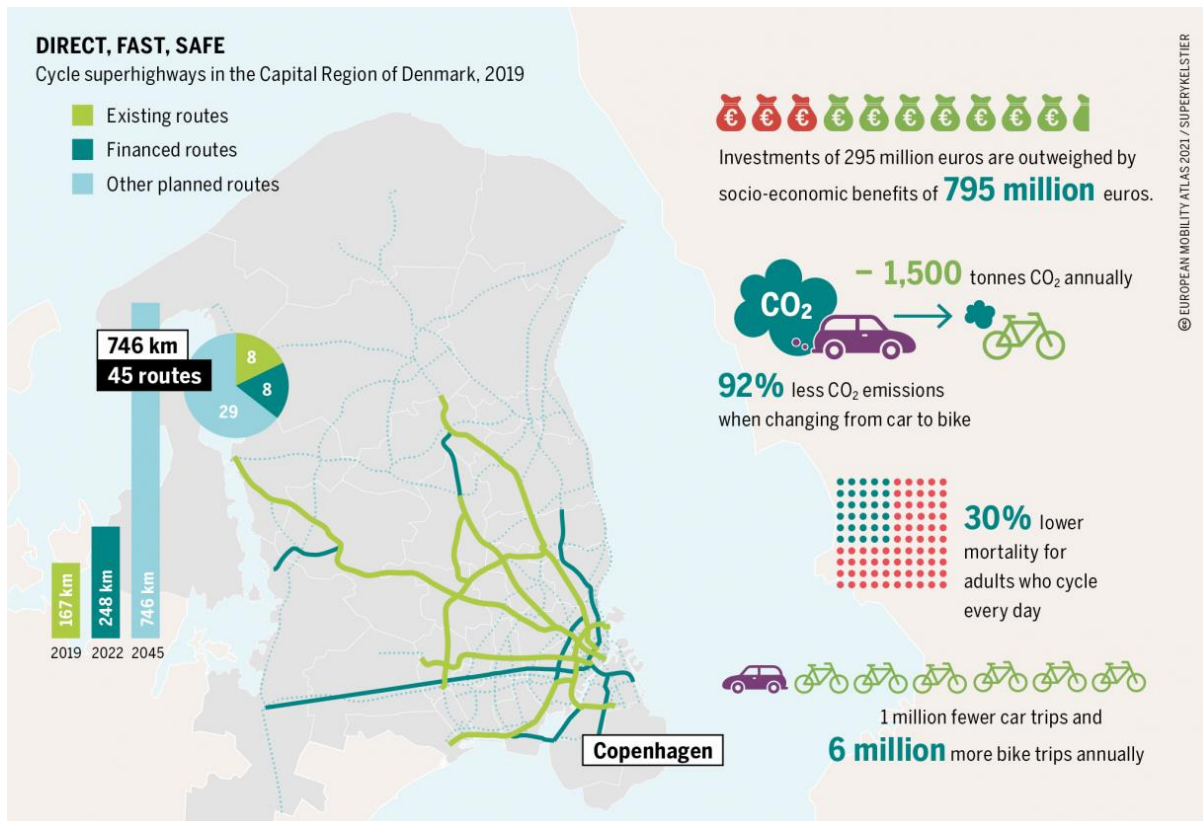 DIRECT, FAST, SAFE
Cycle superhighways in the Capital Region of Denmark, 2019
Existing routes
Financed routes
Other planned routes
746 km
45 routes
8
8
29
167 km
248 km
746 km
2019
2022
2045
Copenhagen
€ € € € € € € € € €
Investments of 295 million euros are outweighed by
socio-economic benefits of 795 million euros.
CO₂
– 1,500 tonnes CO₂ annually
92% less CO₂ emissions
when changing from car to bike
30% lower
mortality for
adults who cycle
every day
1 million fewer car trips and
6 million more bike trips annually
cc EUROPEAN MOBILITY ATLAS 2021 / SUPERYKELSTIER